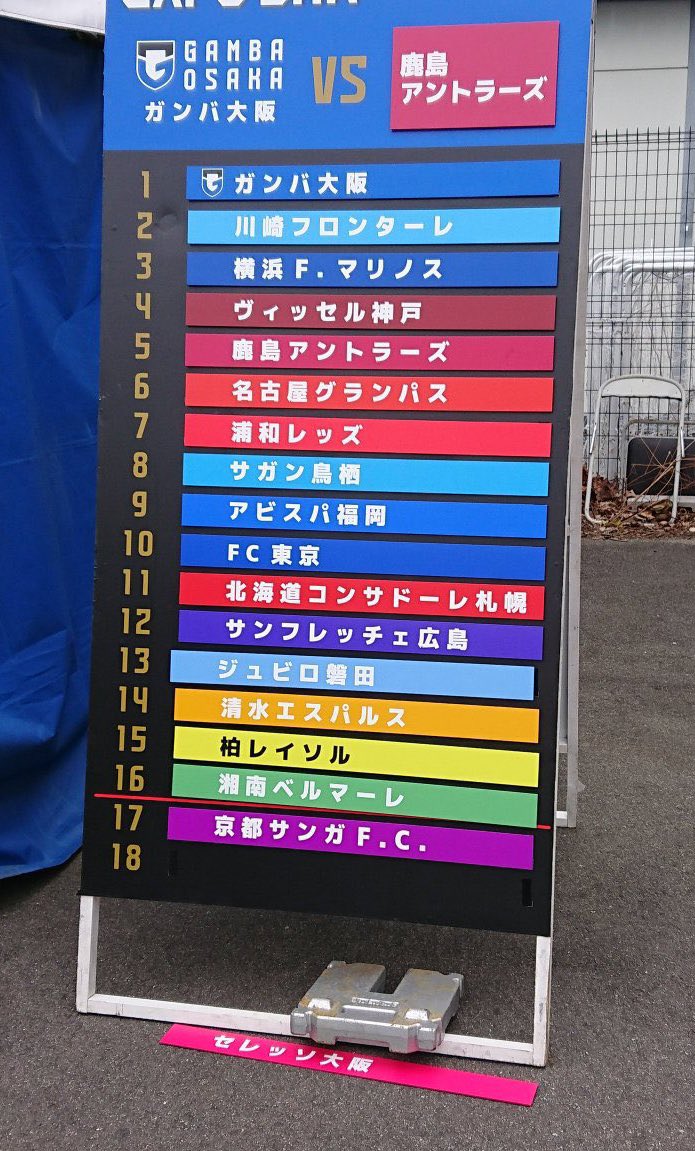 GAMBA
OSAKA
ガンバ大阪
VS
鹿島
アントラーズ
1 ガンバ大阪
2 川崎フロンターレ
3 横浜F.マリノス
4 ヴィッセル神戸
5 鹿島アントラーズ
6 名古屋グランパス
7 浦和レッズ
8 サガン鳥栖
9 アビスパ福岡
10 FC東京
11 北海道コンサドーレ札幌
12 サンフレッチェ広島
13 ジュビロ磐田
14 清水エスパルス
15 柏レイソル
16 湘南ベルマーレ
17 京都サンガF.C.
18
セレッソ大阪